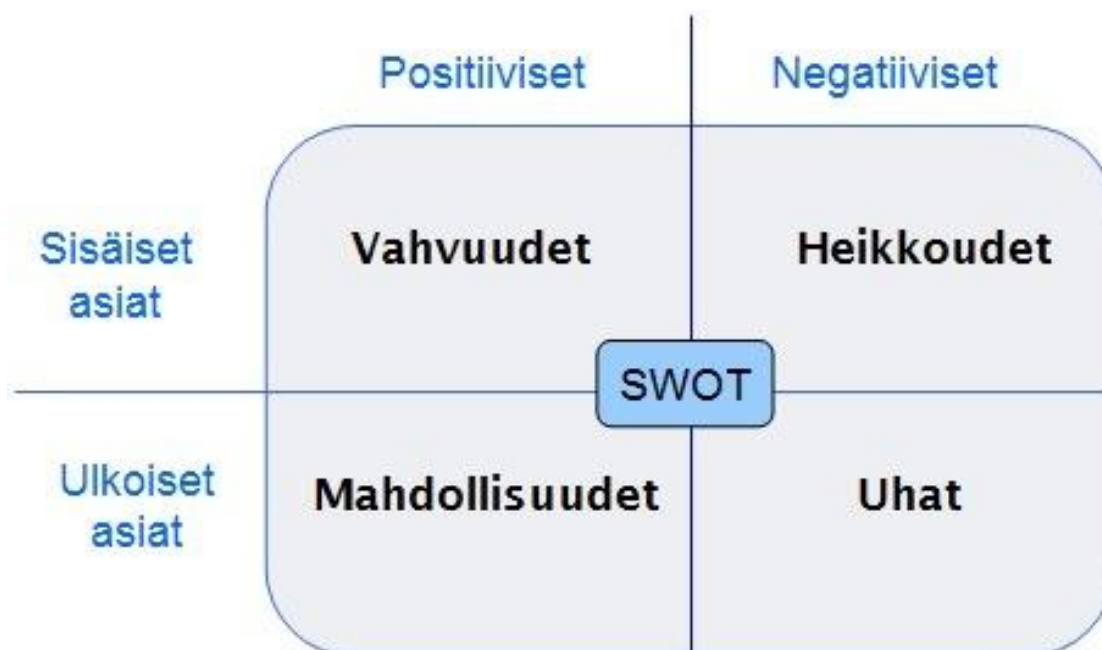 Positiiviset Negatiiviset
Sisäiset
asiat
Vahvuudet Heikkoudet
SWOT
Ulkoiset
asiat
Mahdollisuudet Uhat